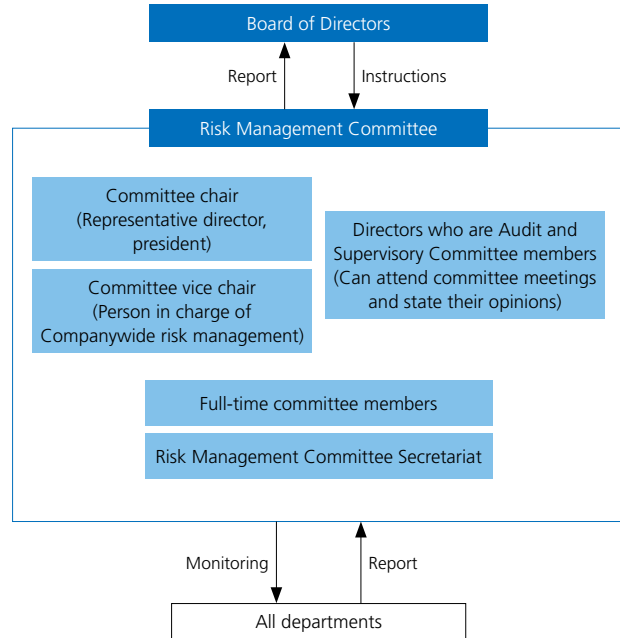 Board of Directors
Report
Instructions
Risk Management Committee
Committee chair
(Representative director,
president)
Committee vice chair
(Person in charge of
Companywide risk management)
Directors who are Audit and
Supervisory Committee members
(Can attend committee meetings
and state their opinions)
Full-time committee members
Risk Management Committee Secretariat
Monitoring
Report
All departments